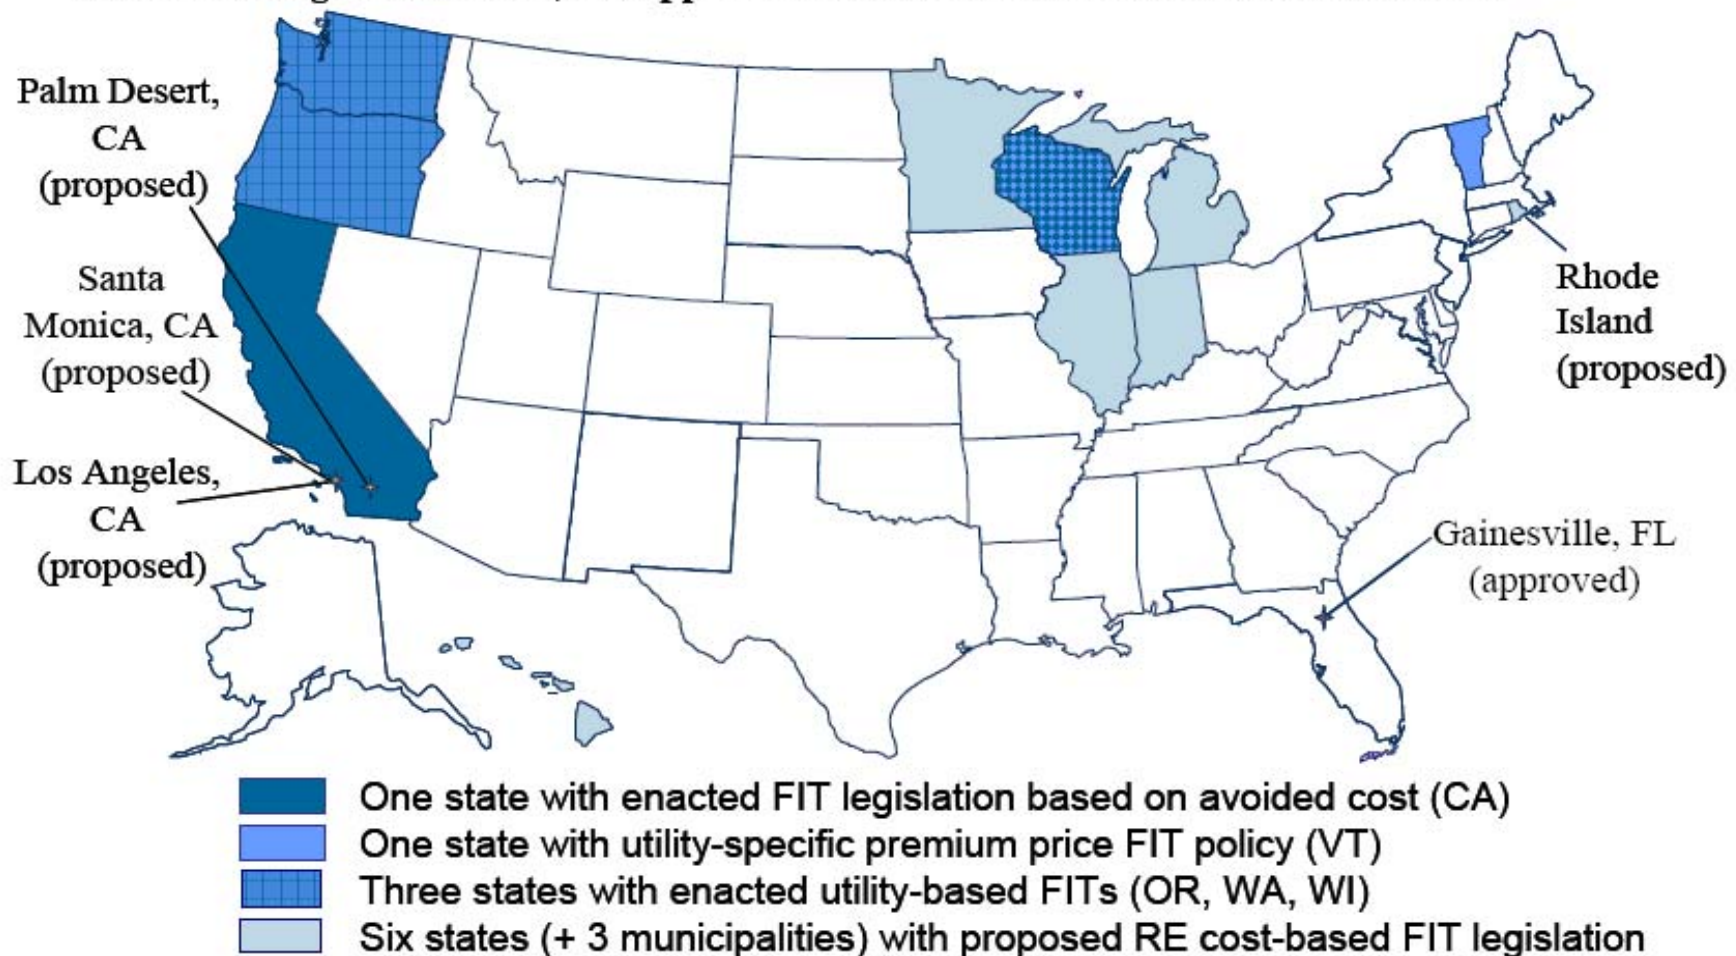 Palm Desert,
CA
(proposed)
Santa
Monica, CA
(proposed)
Los Angeles,
CA
(proposed)
Rhode
Island
(proposed)
Gainesville, FL
(approved)
One state with enacted FIT legislation based on avoided cost (CA)
One state with utility-specific premium price FIT policy (VT)
Three states with enacted utility-based FITs (OR, WA, WI)
Six states (+ 3 municipalities) with proposed RE cost-based FIT legislation